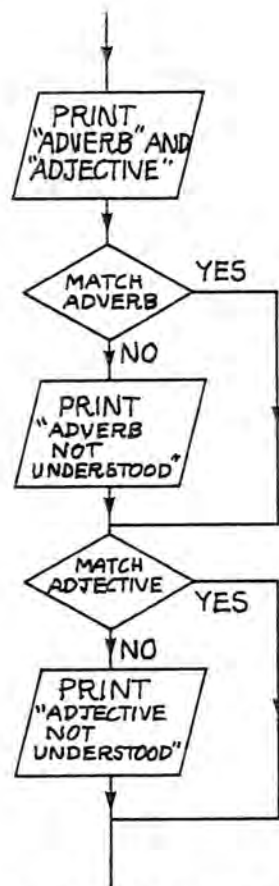 PRINT
"ADVERB" AND
"ADJECTIVE"
MATCH
ADVERB
YES
NO
PRINT
"ADVERB
NOT
UNDERSTOOD"
MATCH
ADJECTIVE
YES
NO
PRINT
"ADJECTIVE
NOT
UNDERSTOOD"